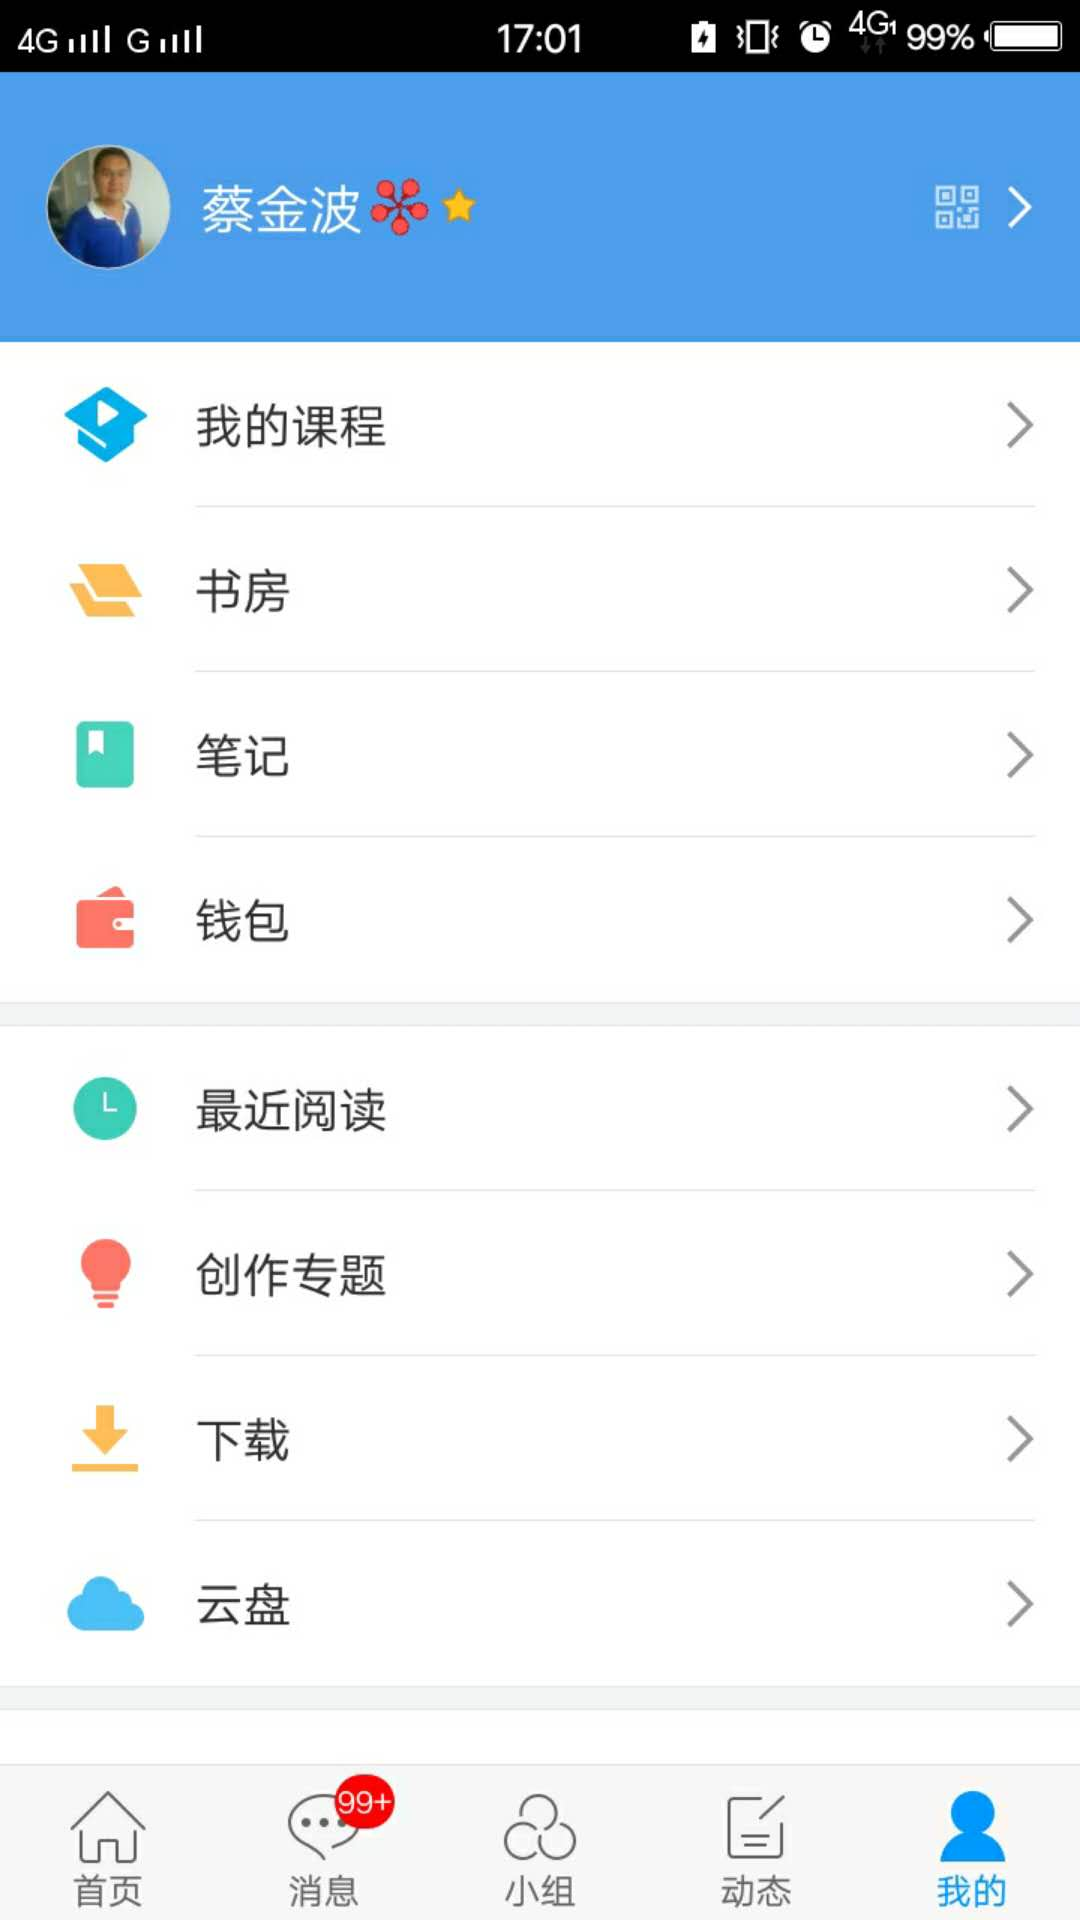 4G G 17:01 4G1 99%
蔡金波
我的课程
书房
笔记
钱包
最近阅读
创作专题
下载
云盘
99+
首页 消息 小组 动态 我的